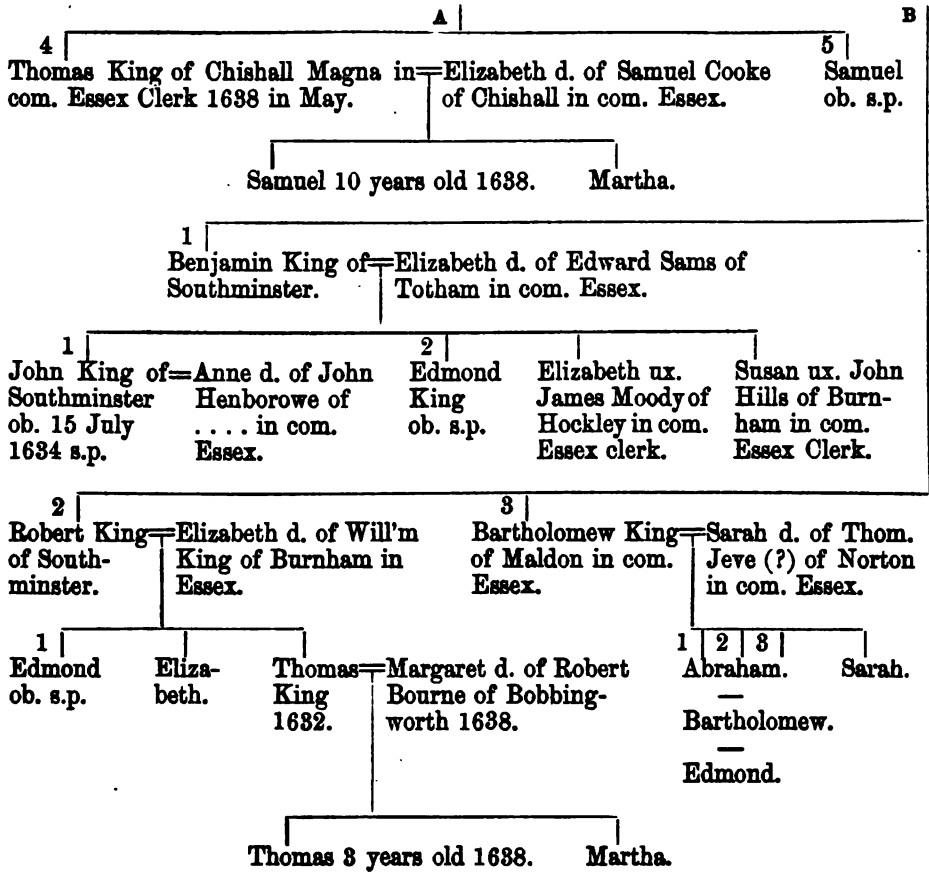 A B
4 5
Thomas King of Chishall Magna in=Elizabeth d. of Samuel Cooke Samuel
com. Essex Clerk 1638 in May. of Chishall in com. Essex. ob. s.p.
Samuel 10 years old 1638. Martha.
1
Benjamin King of=Elizabeth d. of Edward Sams of
Southminster. Totham in com. Essex.
1 2
John King of=Anne d. of John Edmond Elizabeth ux. Susan ux. John
Southminster Henborowe of King James Moody of Hills of Burn-
ob. 15 July . . . . in com. ob. s.p. Hockley in com. ham in com.
1634 s.p. Essex. Essex clerk. Essex Clerk.
2 3
Robert King=Elizabeth d. of Will'm Bartholomew King=Sarah d. of Thom.
of South- King of Burnham in of Maldon in com. Jeve (?) of Norton
minster. Essex. Essex. in com. Essex.
1 1 2 3
Edmond Eliza- Thomas=Margaret d. of Robert Abraham. Sarah.
ob. s.p. beth. King Bourne of Bobbing- —
1632. worth 1638. Bartholomew.
—
Edmond.
Thomas 3 years old 1638. Martha.